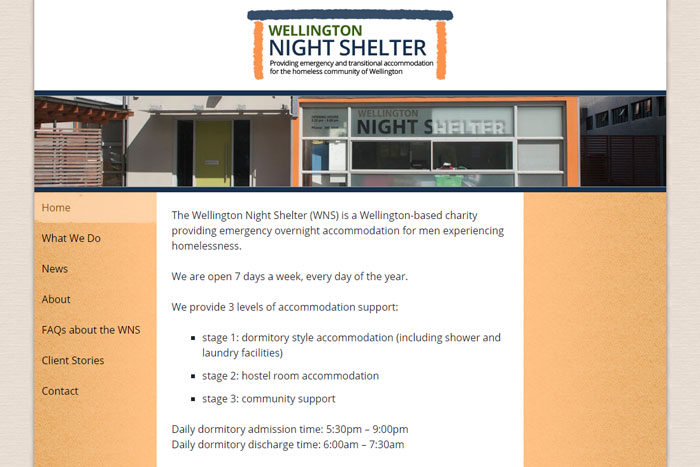 WELLINGTON
NIGHT SHELTER
Providing emergency and transitional accommodation
for the homeless community of Wellington
WELLINGTON
NIGHT SHELTER
Home
What We Do
News
About
FAQs about the WNS
Client Stories
Contact
The Wellington Night Shelter (WNS) is a Wellington-based charity
providing emergency overnight accommodation for men experiencing
homelessness.
We are open 7 days a week, every day of the year.
We provide 3 levels of accommodation support:
stage 1: dormitory style accommodation (including shower and
laundry facilities)
stage 2: hostel room accommodation
stage 3: community support
Daily dormitory admission time: 5:30pm – 9:00pm
Daily dormitory discharge time: 6:00am – 7:30am